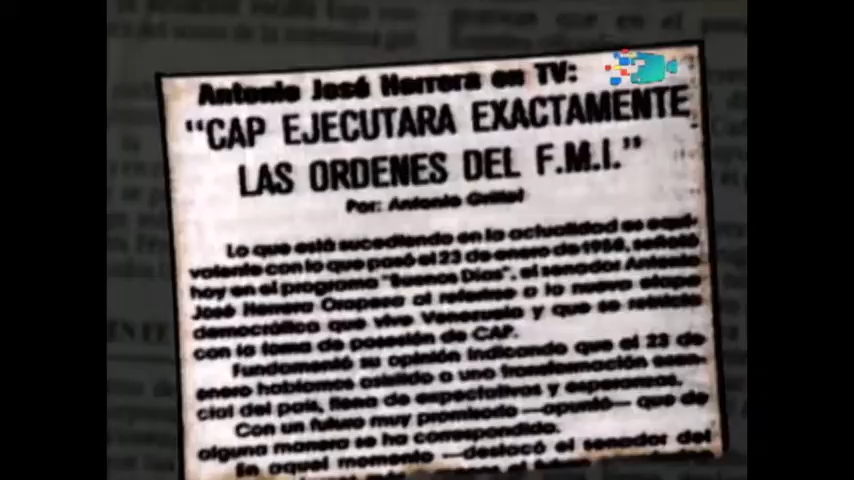 Antonio José Herrera en TV:
"CAP EJECUTARA EXACTAMENTE
LAS ORDENES DEL F.M.I."
Por: Antonio
Lo que está sucediendo en la actualidad es equi-
valente con lo que pasó el 23 de enero de 1958, señaló
hoy en el programa "Buenos Días", el senador Antonio
José Herrera Oropeza al referirse a la nueva etapa
democrática que vive Venezuela y que se reinicia
con la toma de posesión de CAP.
Fundamentó su opinión indicando que el 23 de
enero habíamos asistido a una transformación esen-
cial del país, llena de expectativas y esperanzas.
Con un futuro muy promisorio —apuntó— que de
alguna manera se ha correspondido.
En aquel momento —destacó el senador del